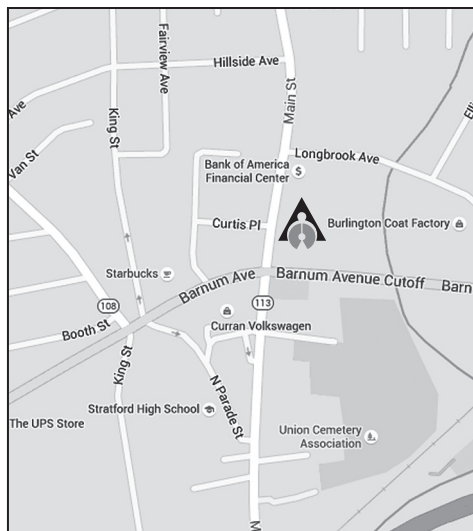 Fairview Ave
Hillside Ave
Main St
Ave
King St
Van St
Longbrook Ave
Bank of America
Financial Center
$
Curtis Pl
Burlington Coat Factory
Starbucks
Barnum Ave
Barnum Avenue Cutoff
Barn
108
113
Booth St
Curran Volkswagen
King St
N Parade St
Stratford High School
The UPS Store
Union Cemetery
Association
M